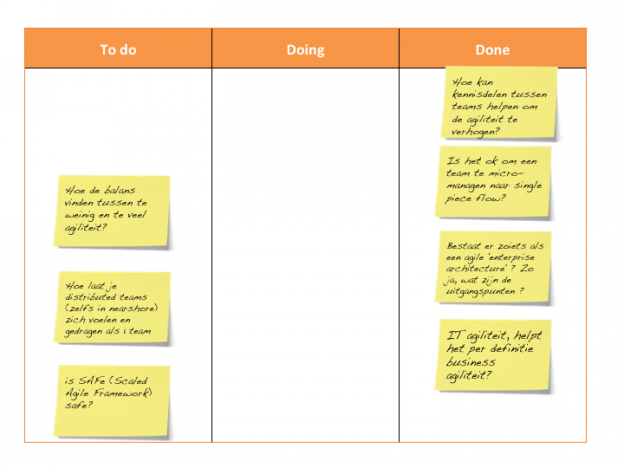 To do
Doing
Done
Hoe de balans
vinden tussen te
weinig en te veel
agiliteit?
Hoe laat je
distributed teams
(zelfs in nearshore)
zich voelen en
gedragen als 1 team
is SAFe (Scaled
Agile Framework)
safe?
Hoe kan
kennisdelen tussen
teams helpen om
de agiliteit te
verhogen?
Is het ok om een
team te micro-
managen naar single
piece flow?
Bestaat er zoiets als
een agile 'enterprise
architecture' ? Zo
ja, wat zijn de
uitgangspunten ?
IT agiliteit, helpt
het per definitie
business
agiliteit?